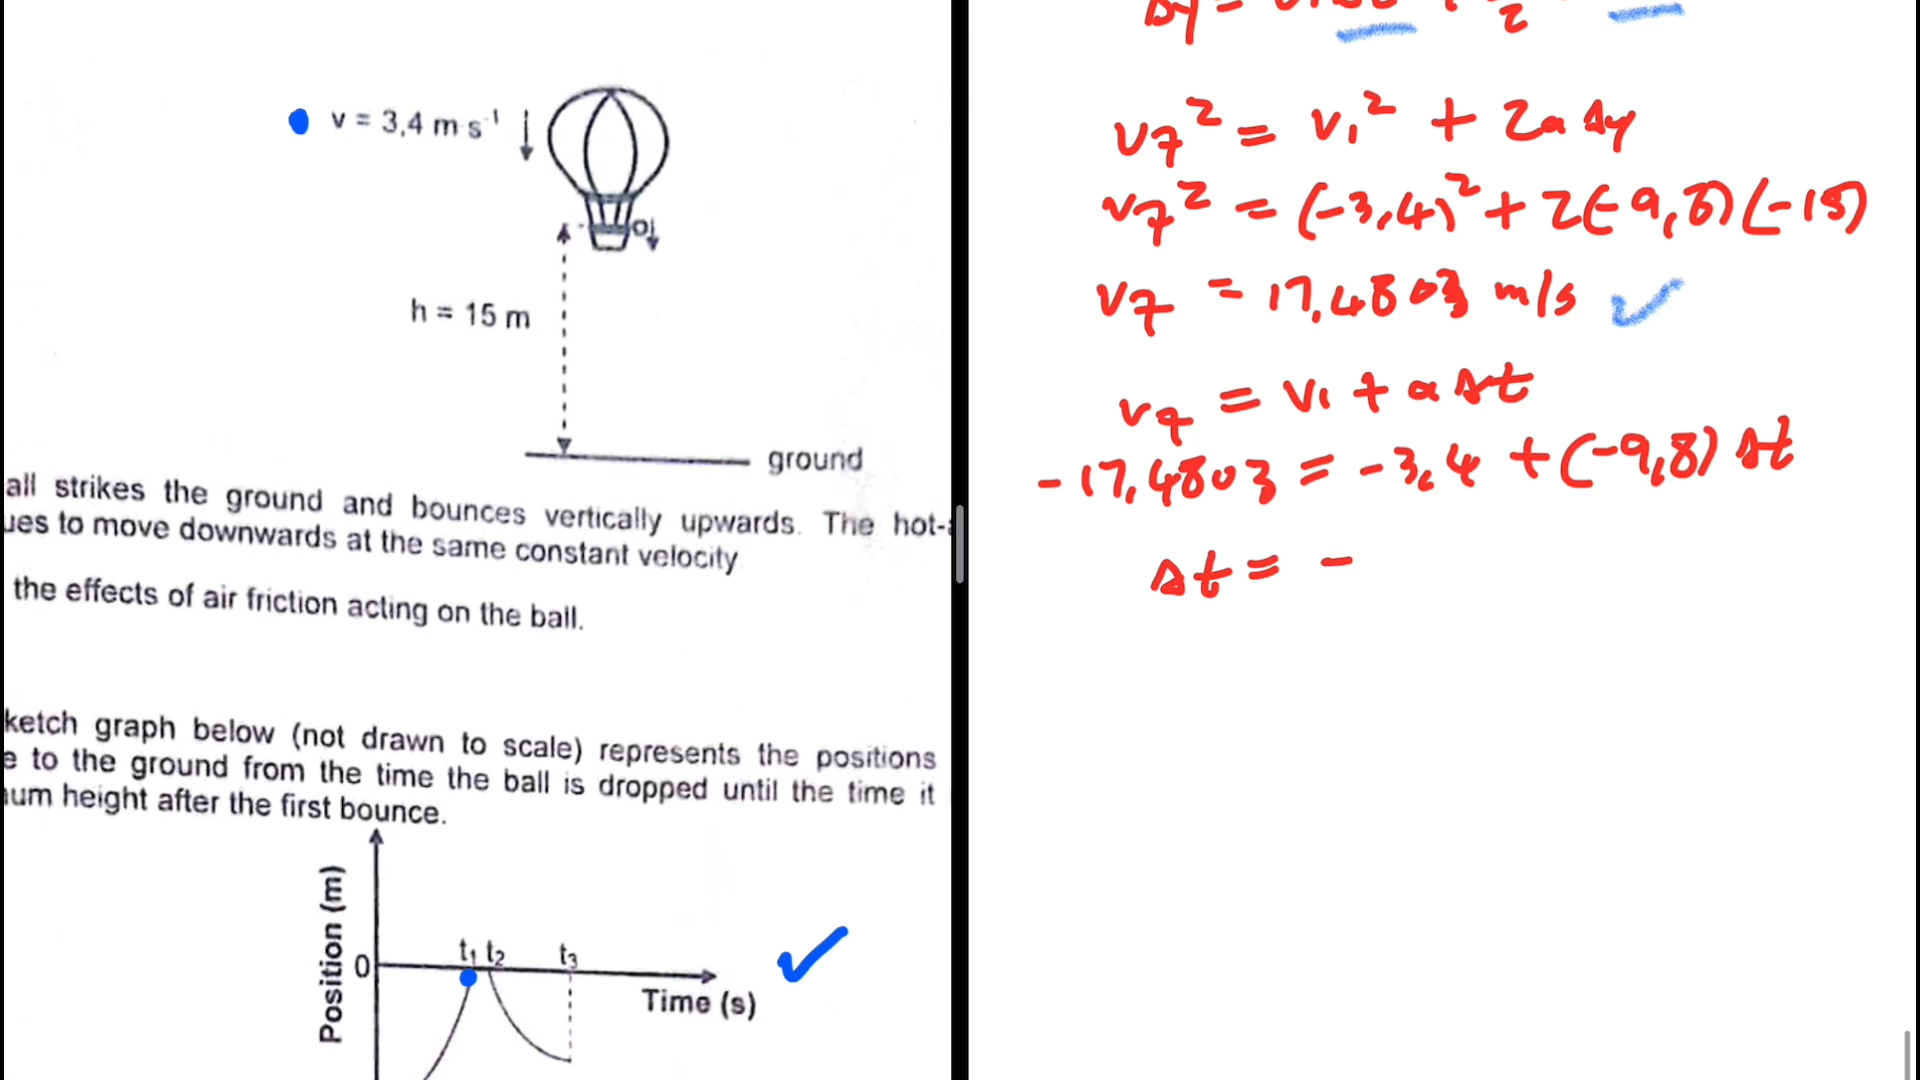 v = 3,4 m·s-1
h = 15 m
ground
all strikes the ground and bounces vertically upwards. The hot-
ues to move downwards at the same constant velocity
the effects of air friction acting on the ball.
ketch graph below (not drawn to scale) represents the positions
e to the ground from the time the ball is dropped until the time it
um height after the first bounce.
Position (m)
0
t1 t2 t3
Time (s)
Δy =
vf² = vi² + 2aΔy
vf² = (-3,4)² + 2(-9,8)(-15)
vf = 17,4803 m/s ✓
vf = vi + aΔt
-17,4803 = -3,4 + (-9,8)Δt
Δt = -